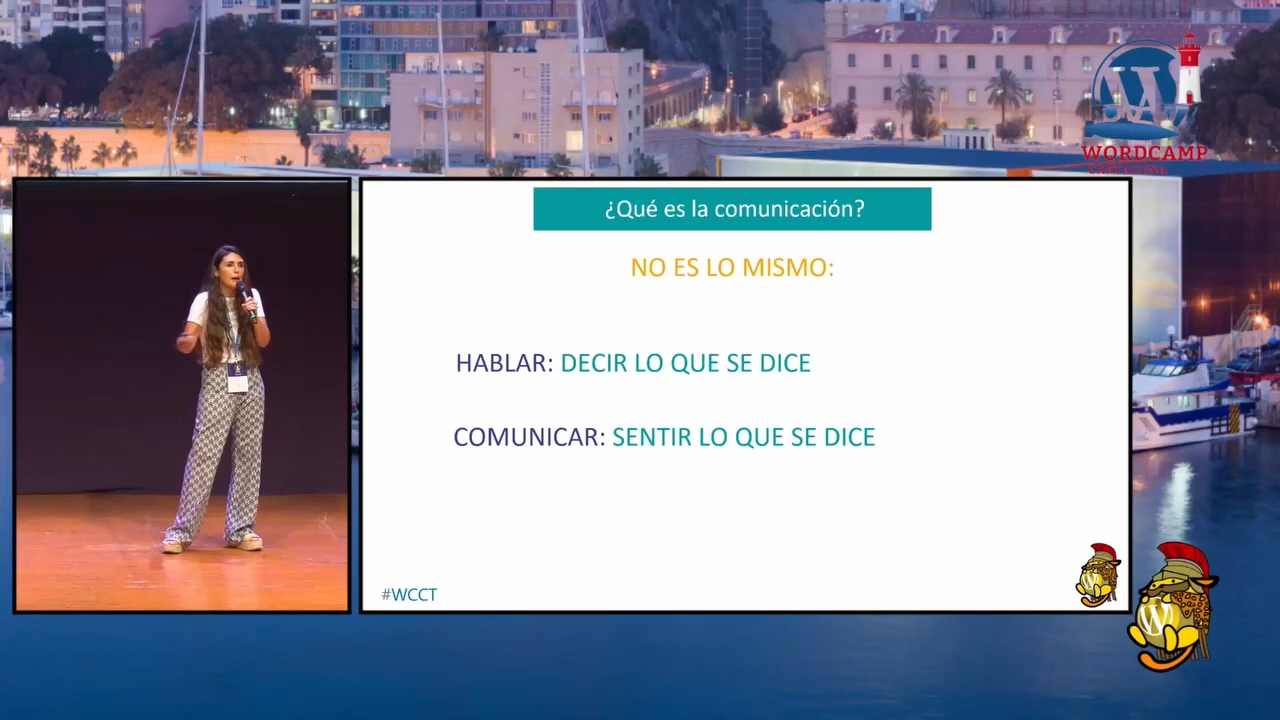 WORDCAMP
CARTAGENA
¿Qué es la comunicación?
NO ES LO MISMO:
HABLAR: DECIR LO QUE SE DICE
COMUNICAR: SENTIR LO QUE SE DICE
#WCCT